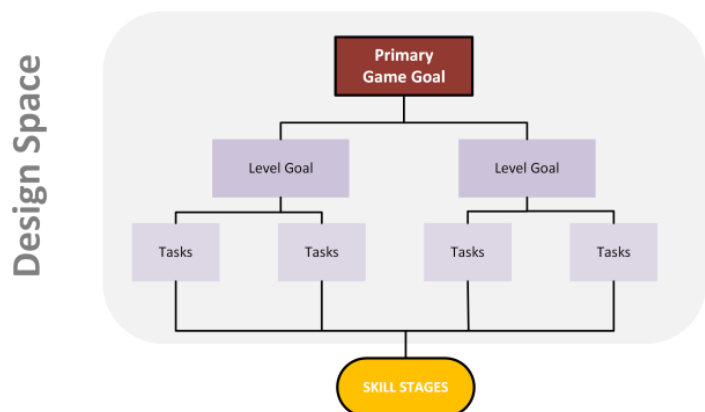 Design Space
Primary
Game Goal
Level Goal
Level Goal
Tasks
Tasks
Tasks
Tasks
SKILL STAGES